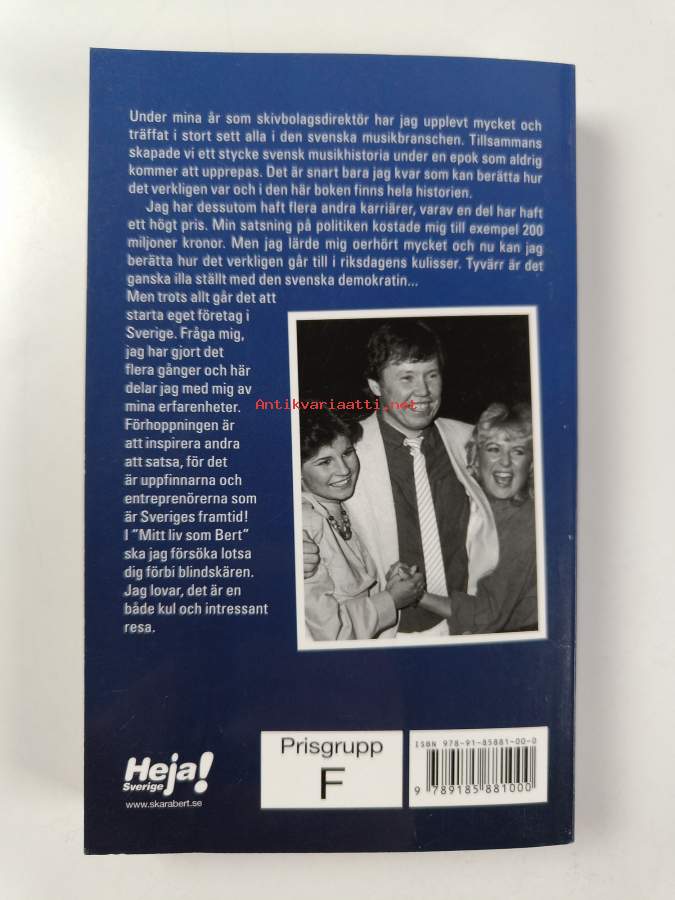 Under mina år som skivbolagsdirektör har jag upplevt mycket och
träffat i stort sett alla i den svenska musikbranschen. Tillsammans
skapade vi ett stycke svensk musikhistoria under en epok som aldrig
kommer att upprepas. Det är snart bara jag kvar som kan berätta hur
det verkligen var och i den här boken finns hela historien.
Jag har dessutom haft flera andra karriärer, varav en del har haft
ett högt pris. Min satsning på politiken kostade mig till exempel 200
miljoner kronor. Men jag lärde mig oerhört mycket och nu kan jag
berätta hur det verkligen går till i riksdagens kulisser. Tyvärr är det
ganska illa ställt med den svenska demokratin...
Men trots allt går det att
starta eget företag i
Sverige. Fråga mig,
jag har gjort det
flera gånger och här
delar jag med mig av
mina erfarenheter.
Förhoppningen är
att inspirera andra
att satsa, för det
är uppfinnarna och
entreprenörerna som
är Sveriges framtid!
I "Mitt liv som Bert"
ska jag försöka lotsa
dig förbi blindskären.
Jag lovar, det är en
både kul och intressant
resa.
Antikvariaatti.net
Heja!
Sverige
www.skarabert.se
Prisgrupp
F
ISBN 978-91-85881-00-0
9 789185 881000